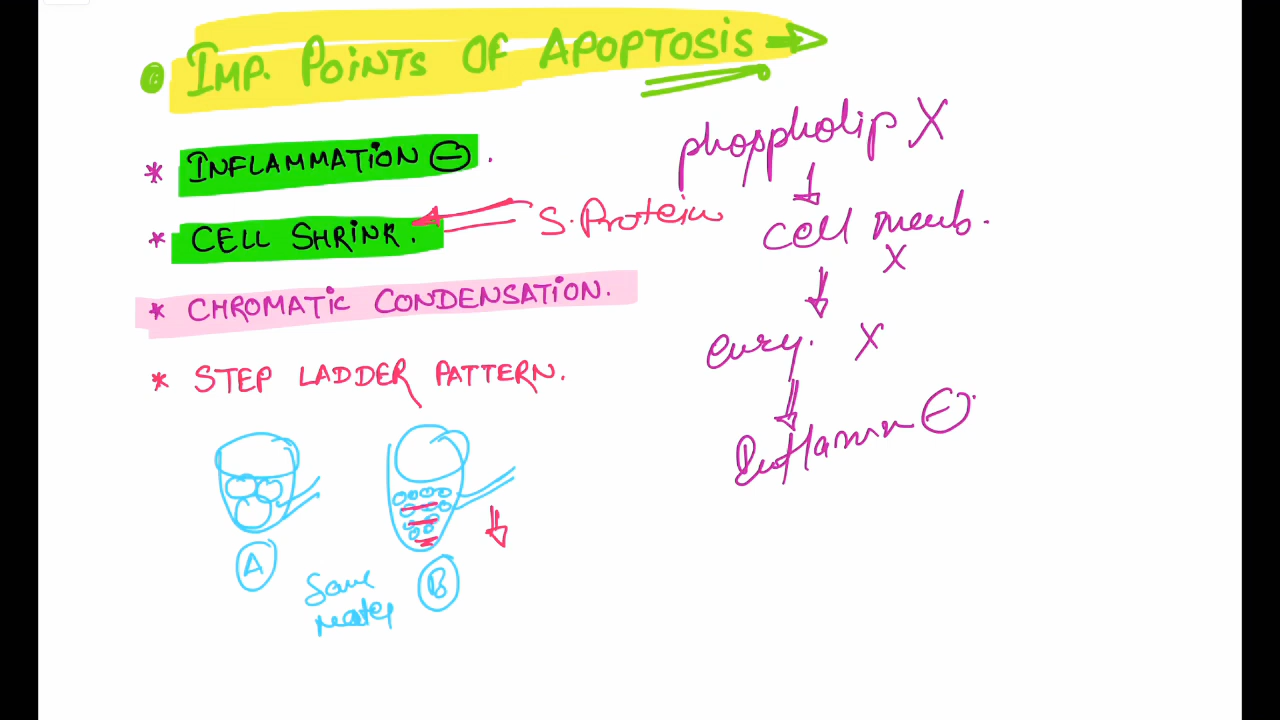 • IMP. POINTS OF APOPTOSIS →
* INFLAMMATION ⊖.
* CELL SHRINK.
S. Protein
* CHROMATIC CONDENSATION.
* STEP LADDER PATTERN.
A
B
Same
phospholip X
↓
cell memb.
X
↓
enzy. X
↓
Inflamm ⊖.